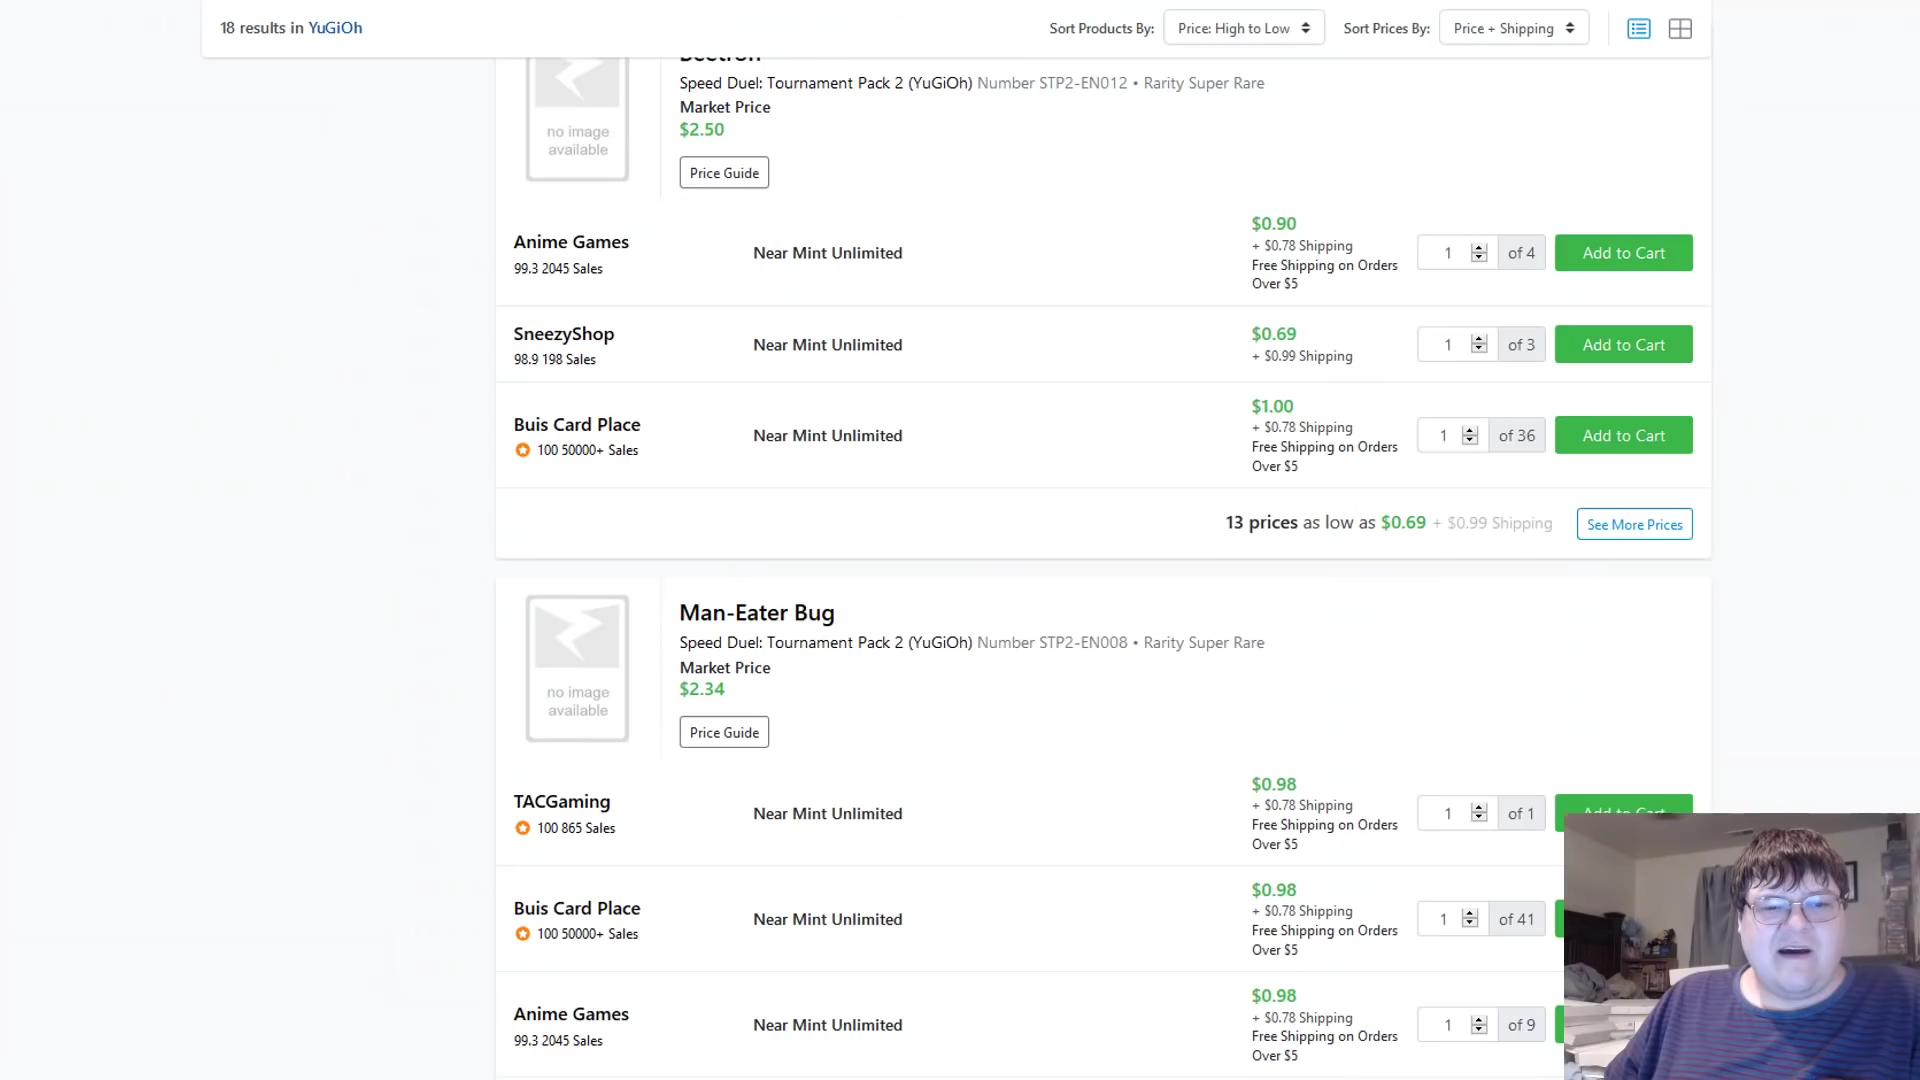 18 results in YuGiOh
Sort Products By:
Price: High to Low
Sort Prices By:
Price + Shipping
no image
available
Speed Duel: Tournament Pack 2 (YuGiOh) Number STP2-EN012 • Rarity Super Rare
Market Price
$2.50
Price Guide
Anime Games
99.3 2045 Sales
Near Mint Unlimited
$0.90
+ $0.78 Shipping
Free Shipping on Orders
Over $5
1
of 4
Add to Cart
SneezyShop
98.9 198 Sales
Near Mint Unlimited
$0.69
+ $0.99 Shipping
1
of 3
Add to Cart
Buis Card Place
100 50000+ Sales
Near Mint Unlimited
$1.00
+ $0.78 Shipping
Free Shipping on Orders
Over $5
1
of 36
Add to Cart
13 prices as low as $0.69 + $0.99 Shipping
See More Prices
no image
available
Man-Eater Bug
Speed Duel: Tournament Pack 2 (YuGiOh) Number STP2-EN008 • Rarity Super Rare
Market Price
$2.34
Price Guide
TACGaming
100 865 Sales
Near Mint Unlimited
$0.98
+ $0.78 Shipping
Free Shipping on Orders
Over $5
1
of 1
Add to Cart
Buis Card Place
100 50000+ Sales
Near Mint Unlimited
$0.98
+ $0.78 Shipping
Free Shipping on Orders
Over $5
1
of 41
Anime Games
99.3 2045 Sales
Near Mint Unlimited
$0.98
+ $0.78 Shipping
Free Shipping on Orders
Over $5
1
of 9